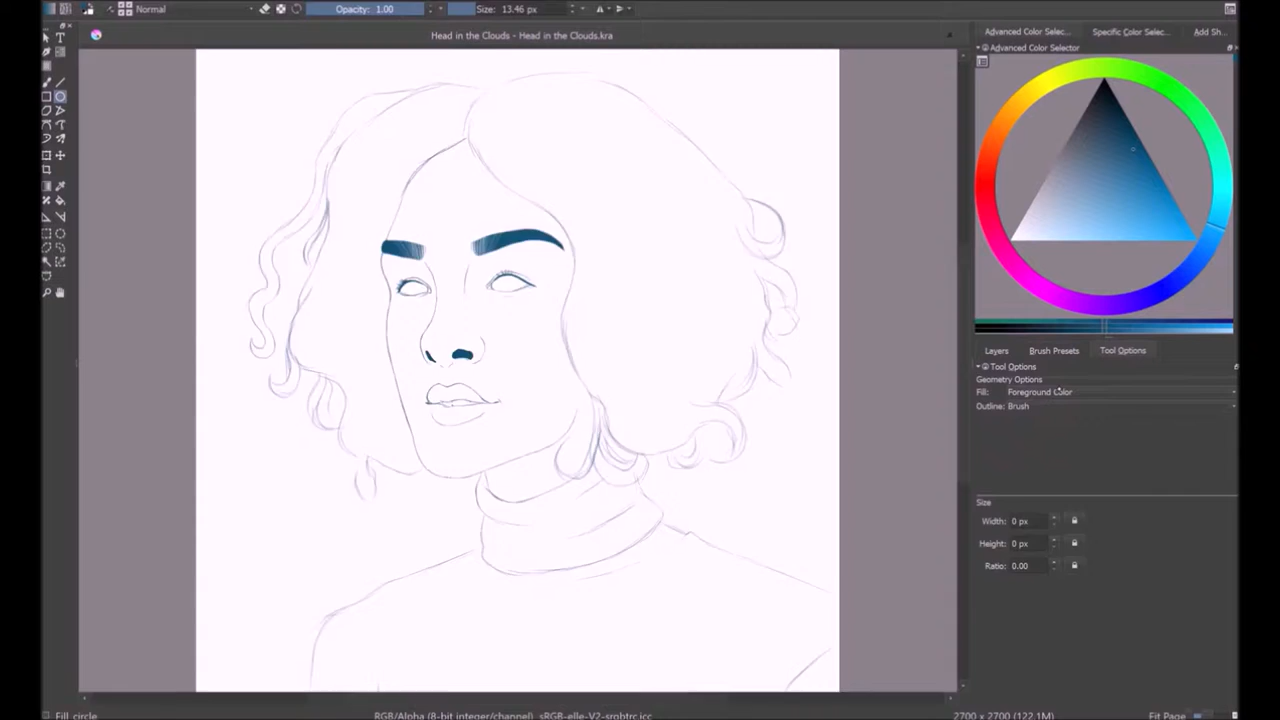 Normal
Opacity: 1.00
Size: 13.46 px
Head in the Clouds - Head in the Clouds.kra
Advanced Color Selec...
Specific Color Selec...
Add Sh...
Advanced Color Selector
Layers
Brush Presets
Tool Options
Tool Options
Geometry Options
Fill: Foreground Color
Outline: Brush
Size
Width: 0 px
Height: 0 px
Ratio: 0.00
Fill circle
RGB/Alpha (8-bit integer/channel) sRGB-elle-V2-srgbtrc.icc
2700 x 2700 (122.1M)
Fit Page